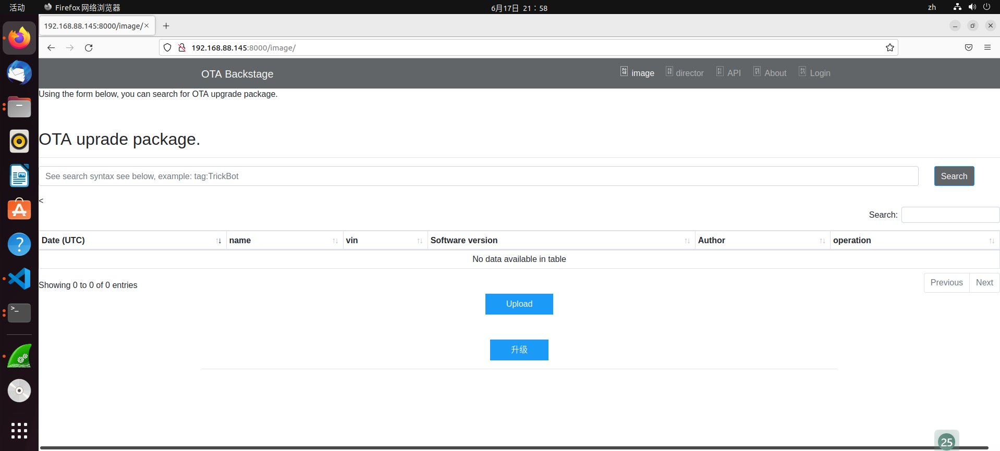 活动 Firefox 网络浏览器 6月17日 21：58 zh
192.168.88.145:8000/image/
192.168.88.145:8000/image/
OTA Backstage image director API About Login
Using the form below, you can search for OTA upgrade package.
OTA uprade package.
See search syntax see below, example: tag:TrickBot Search
<
Search:
Date (UTC) name vin Software version Author operation
No data available in table
Showing 0 to 0 of 0 entries Previous Next
Upload
升级
25